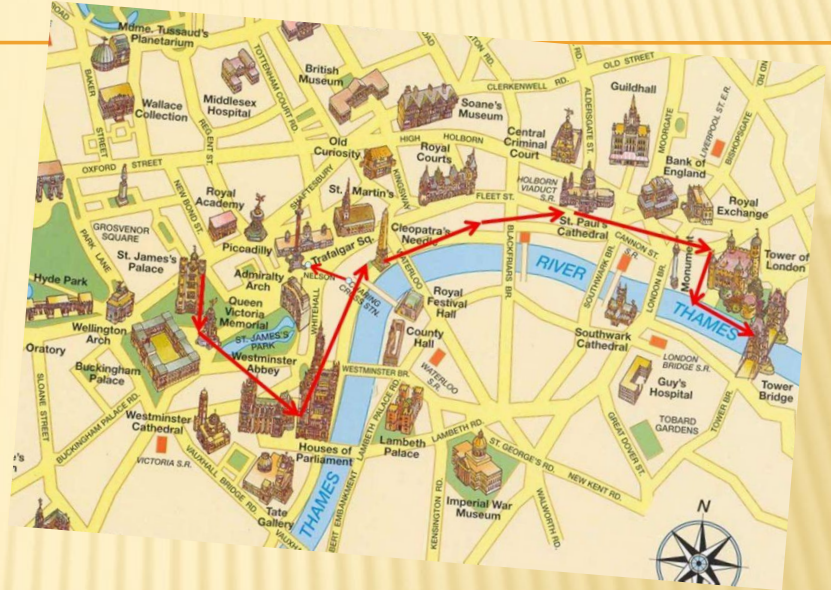 Mdme. Tussaud's
Planetarium
BAKER
STREET
Wallace
Collection
Middlesex
Hospital
TOTTENHAM COURT RD.
British
Museum
CLERKENWELL RD.
OLD STREET
Soane's
Museum
Guildhall
ALDERSGATE ST.
MOORGATE
LIVERPOOL ST. S.R.
BISHOPSGATE
Central
Criminal
Court
Bank of
England
Royal
Exchange
OXFORD STREET
REGENT ST.
NEW BOND ST.
Old
Curiosity
HIGH HOLBORN
Royal
Courts
KINGSWAY
SHAFTESBURY
St. Martin's
FLEET ST.
HOLBORN
VIADUCT
S.R.
St. Paul's
Cathedral
CANNON ST.
S.R.
Royal
Academy
GROSVENOR
SQUARE
PARK LANE
Piccadilly
Trafalgar Sq.
Cleopatra's
Needle
NELSON
CHARING
CROSS STN.
WATERLOO
BLACKFRIARS BR.
RIVER
SOUTHWARK BR.
LONDON BR.
Monument
Tower of
London
THAMES
St. James's
Palace
Admiralty
Arch
WHITEHALL
Hyde Park
Wellington
Arch
Queen
Victoria
Memorial
ST. JAMES'S
PARK
Royal
Festival
Hall
County
Hall
WATERLOO
S.R.
Southwark
Cathedral
LONDON
BRIDGE S.R.
Guy's
Hospital
Tower
Bridge
TOWER BR.
Oratory
Buckingham
Palace
Westminster
Abbey
WESTMINSTER BR.
SLOANE STREET
BUCKINGHAM PALACE RD.
Westminster
Cathedral
VICTORIA S.R.
VAUXHALL BRIDGE RD.
Houses of
Parliament
LAMBETH PALACE RD.
Lambeth
Palace
LAMBETH RD.
ST. GEORGE'S RD.
NEW KENT RD.
GREAT DOVER ST.
TOBARD
GARDENS
Tate
Gallery
THAMES
BERT EMBANKMENT
KENSINGTON RD.
Imperial War
Museum
WALWORTH RD.
N